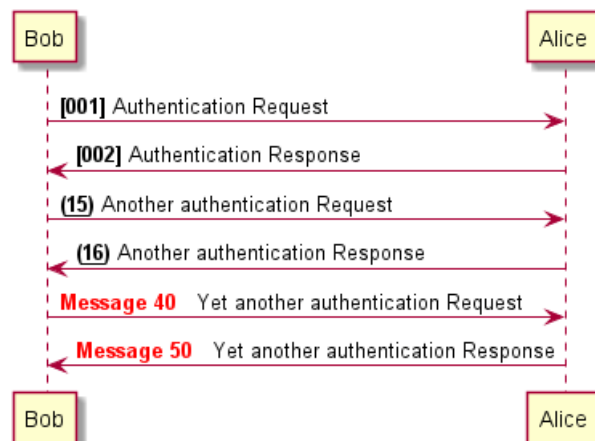 Bob Alice
[001] Authentication Request
[002] Authentication Response
(15) Another authentication Request
(16) Another authentication Response
Message 40 Yet another authentication Request
Message 50 Yet another authentication Response
Bob Alice